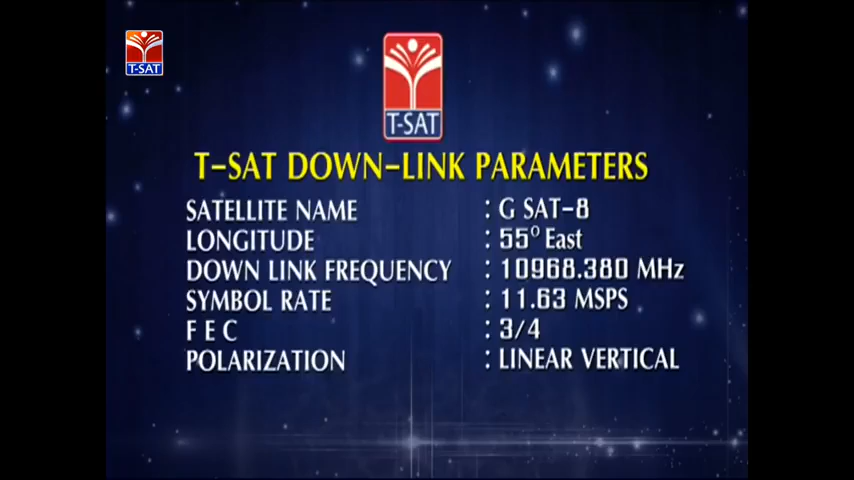 T-SAT
T-SAT
T-SAT DOWN-LINK PARAMETERS
SATELLITE NAME : G SAT-8
LONGITUDE : 55° East
DOWN LINK FREQUENCY : 10968.380 MHz
SYMBOL RATE : 11.63 MSPS
F E C : 3/4
POLARIZATION : LINEAR VERTICAL